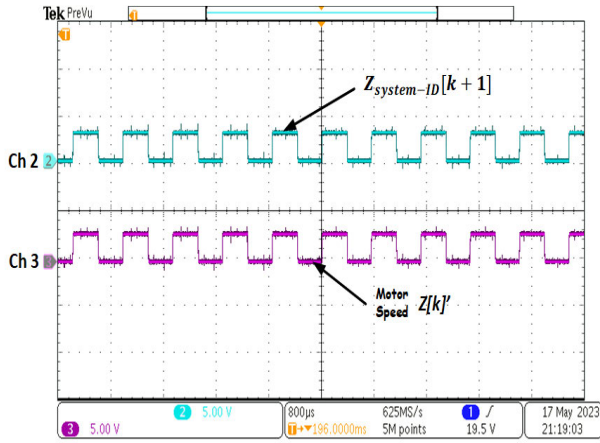 Tek PreVu
T
T
Z_system-ID[k + 1]
Ch 2
2
Ch 3
3
Motor
Speed Z[k]'
2 5.00 V
3 5.00 V
800µs
T→▼196.0000ms
625MS/s
5M points
1 /
19.5 V
17 May 2023
21:19:03